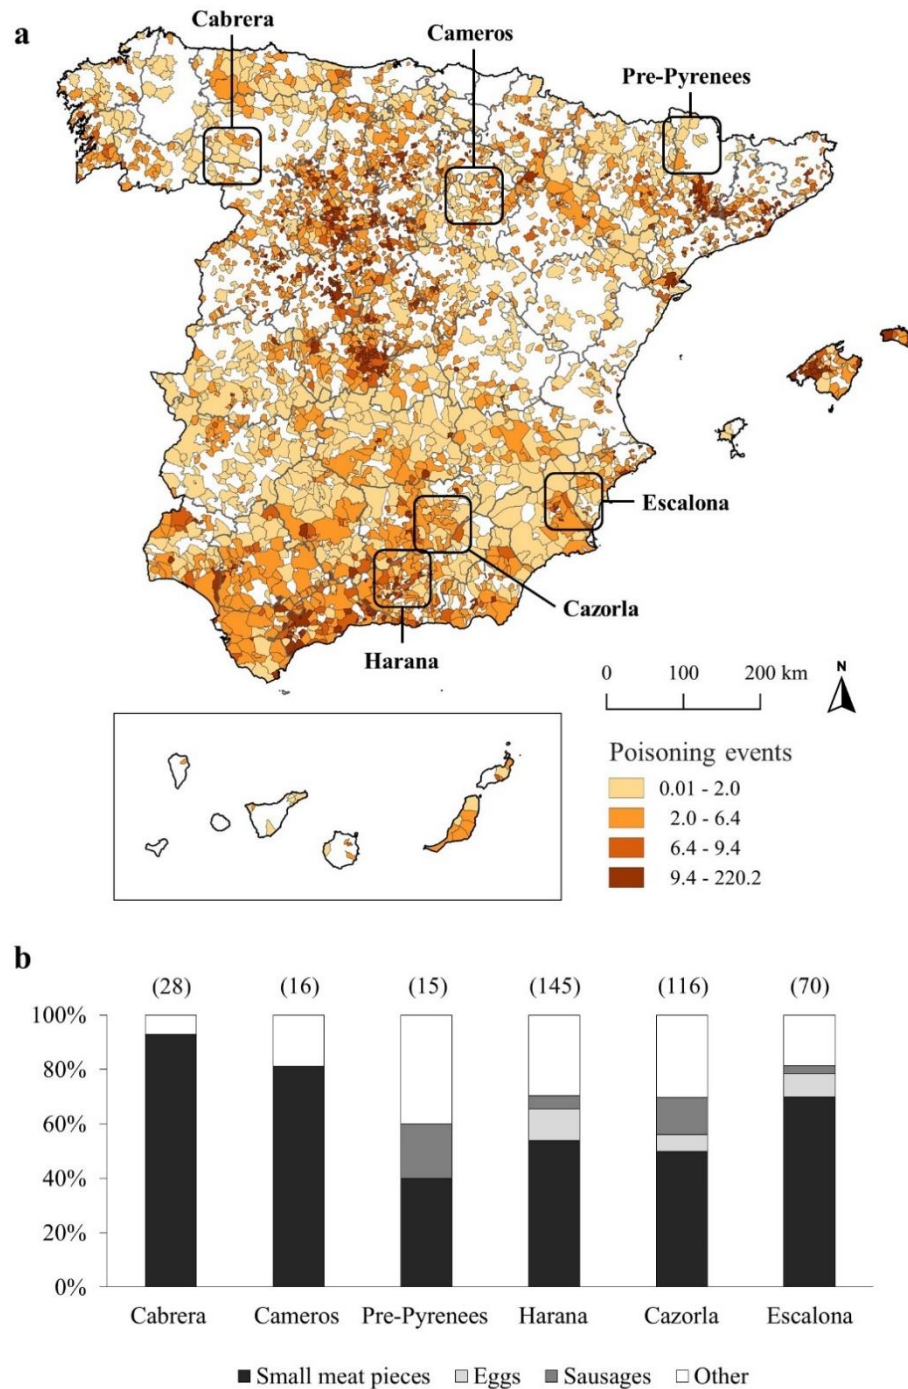 a
Cabrera
Cameros
Pre-Pyrenees
Escalona
Cazorla
Harana
0 100 200 km
N
Poisoning events
0.01 - 2.0
2.0 - 6.4
6.4 - 9.4
9.4 - 220.2
b
(28) (16) (15) (145) (116) (70)
100%
80%
60%
40%
20%
0%
Cabrera Cameros Pre-Pyrenees Harana Cazorla Escalona
Small meat pieces Eggs Sausages Other